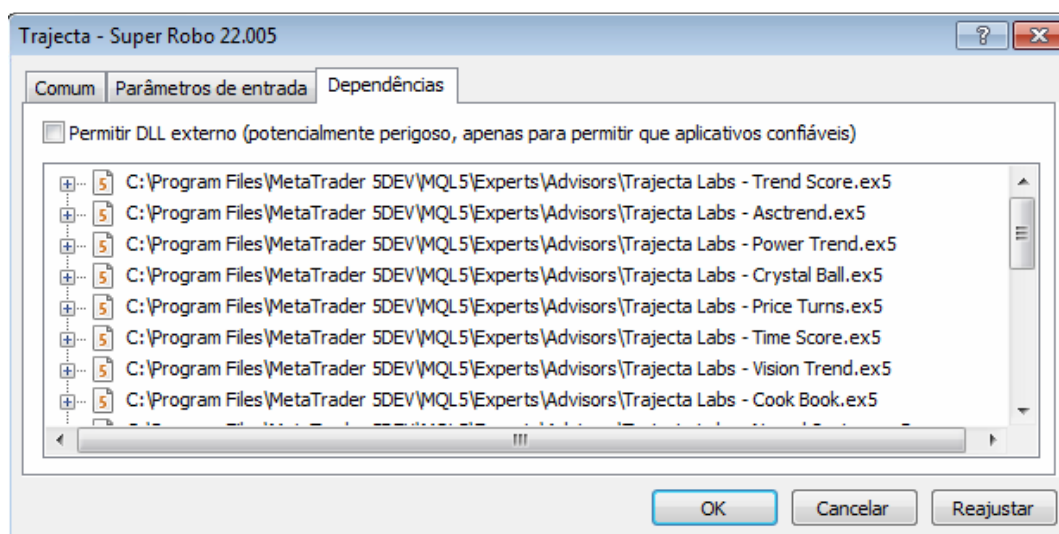 Trajecta - Super Robo 22.005
Comum Parâmetros de entrada Dependências
Permitir DLL externo (potencialmente perigoso, apenas para permitir que aplicativos confiáveis)
C:\Program Files\MetaTrader 5DEV\MQL5\Experts\Advisors\Trajecta Labs - Trend Score.ex5
C:\Program Files\MetaTrader 5DEV\MQL5\Experts\Advisors\Trajecta Labs - Asctrend.ex5
C:\Program Files\MetaTrader 5DEV\MQL5\Experts\Advisors\Trajecta Labs - Power Trend.ex5
C:\Program Files\MetaTrader 5DEV\MQL5\Experts\Advisors\Trajecta Labs - Crystal Ball.ex5
C:\Program Files\MetaTrader 5DEV\MQL5\Experts\Advisors\Trajecta Labs - Price Turns.ex5
C:\Program Files\MetaTrader 5DEV\MQL5\Experts\Advisors\Trajecta Labs - Time Score.ex5
C:\Program Files\MetaTrader 5DEV\MQL5\Experts\Advisors\Trajecta Labs - Vision Trend.ex5
C:\Program Files\MetaTrader 5DEV\MQL5\Experts\Advisors\Trajecta Labs - Cook Book.ex5
OK Cancelar Reajustar